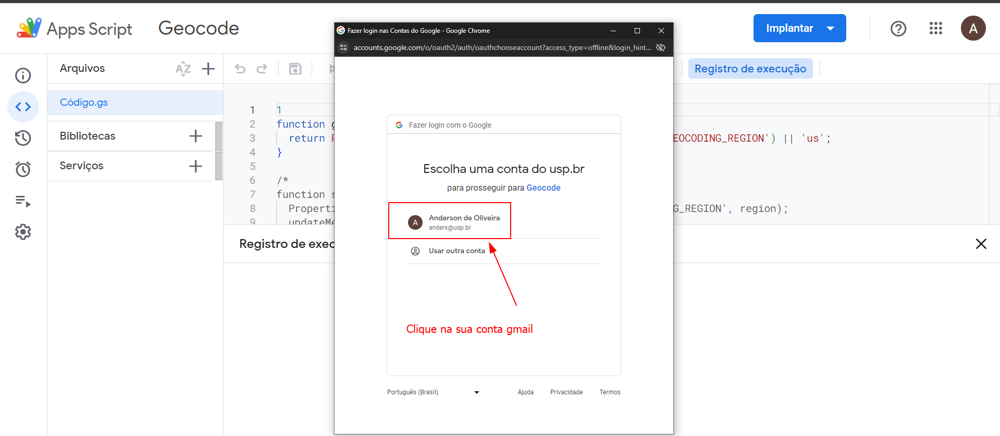 Apps Script
Geocode
Implantar
A
Fazer login nas Contas do Google - Google Chrome
accounts.google.com/o/oauth2/auth/oauthchooseaccount?access_type=offline&login_hint...
Arquivos
AZ
Registro de execução
Código.gs
Bibliotecas
Serviços
1 1
2 function g
3 return EOCODING_REGION') || 'us';
4 }
5
6 /*
7 function s
8 Properti G_REGION', region);
9 updateMe
Registro de exec
Fazer login com o Google
Escolha uma conta do usp.br
para prosseguir para Geocode
A
Anderson de Oliveira
anderx@usp.br
Usar outra conta
Clique na sua conta gmail
Português (Brasil)
Ajuda
Privacidade
Termos